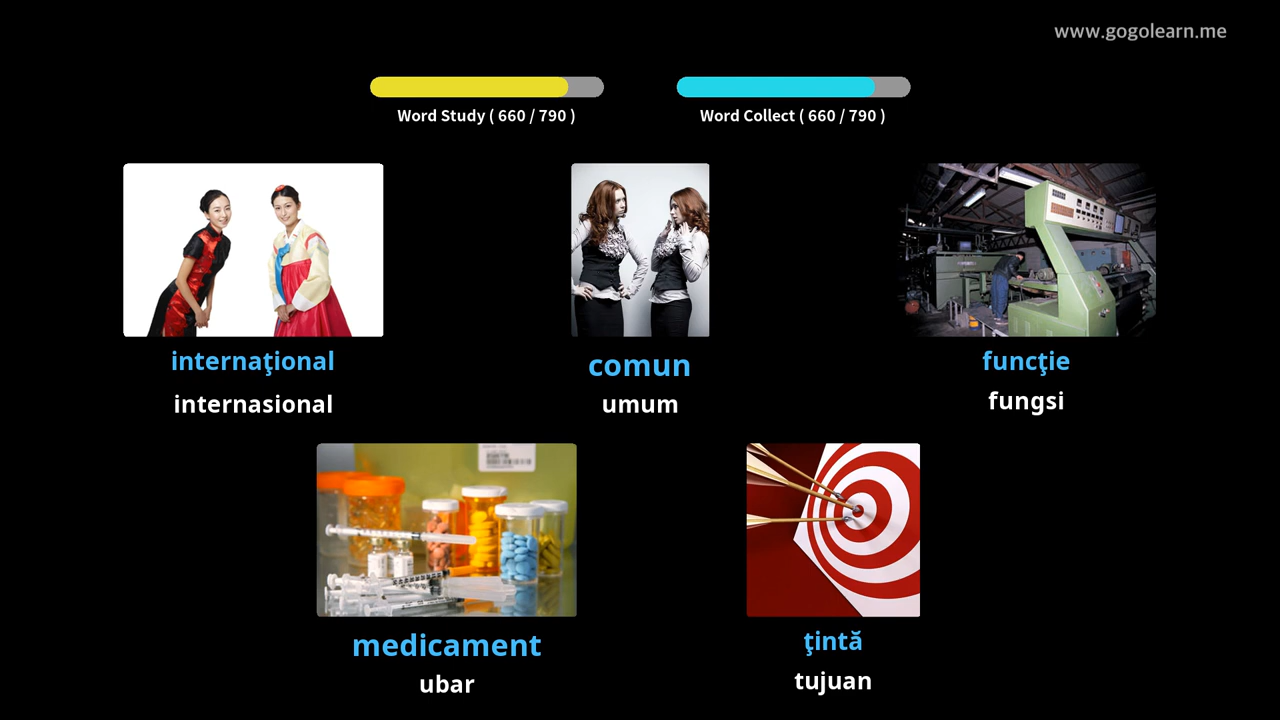 www.gogolearn.me
Word Study ( 660 / 790 )
Word Collect ( 660 / 790 )
internaţional
internasional
comun
umum
funcţie
fungsi
medicament
ubar
ţintă
tujuan